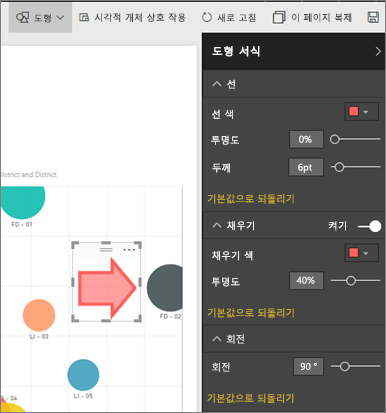 도형 시각적 개체 상호 작용 새로 고침 이 페이지 복제
도형 서식
선
선 색
투명도 0%
두께 6pt
기본값으로 되돌리기
채우기 켜기
채우기 색
투명도 40%
기본값으로 되돌리기
회전
회전 90 °
기본값으로 되돌리기
District and District
FD - 01
FD - 02
LI - 03
LI - 05
- 04